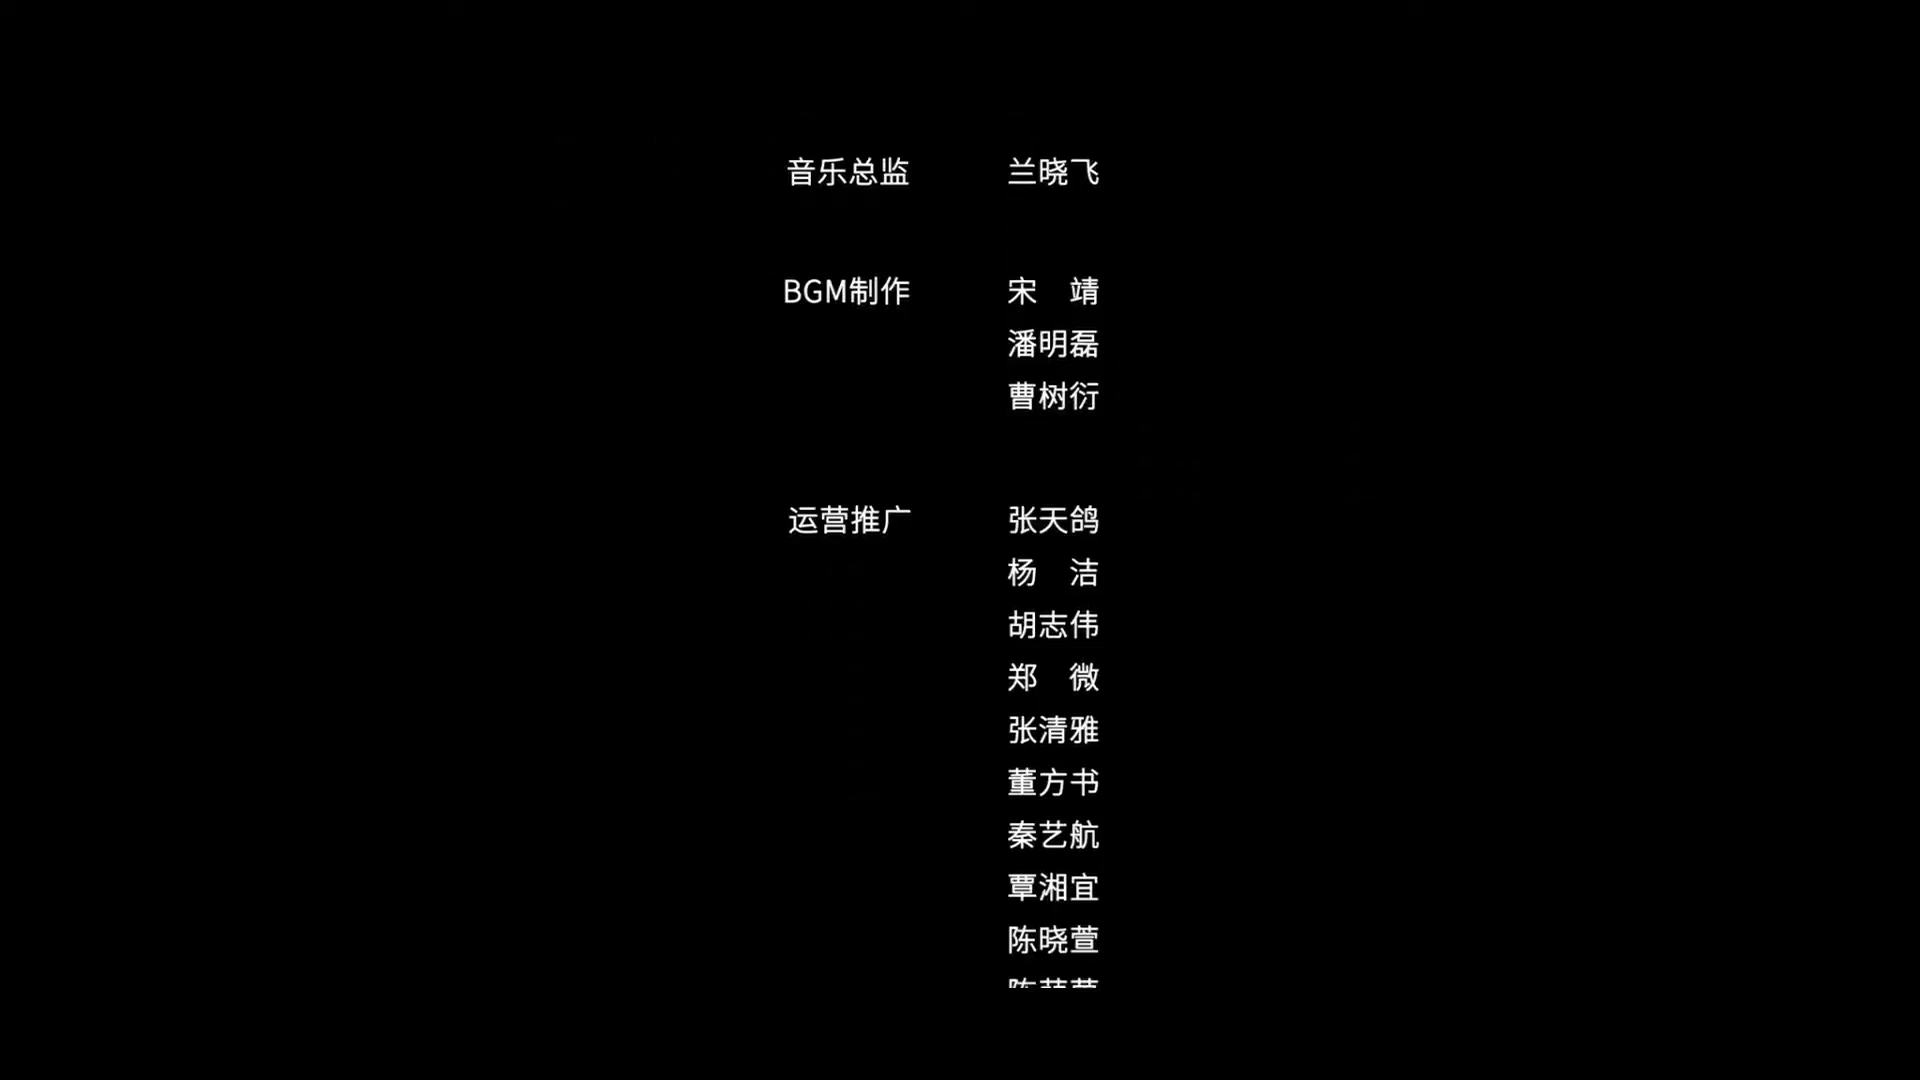 音乐总监 兰晓飞
BGM制作 宋 靖
潘明磊
曹树衍
运营推广 张天鸽
杨 洁
胡志伟
郑 微
张清雅
董方书
秦艺航
覃湘宜
陈晓萱